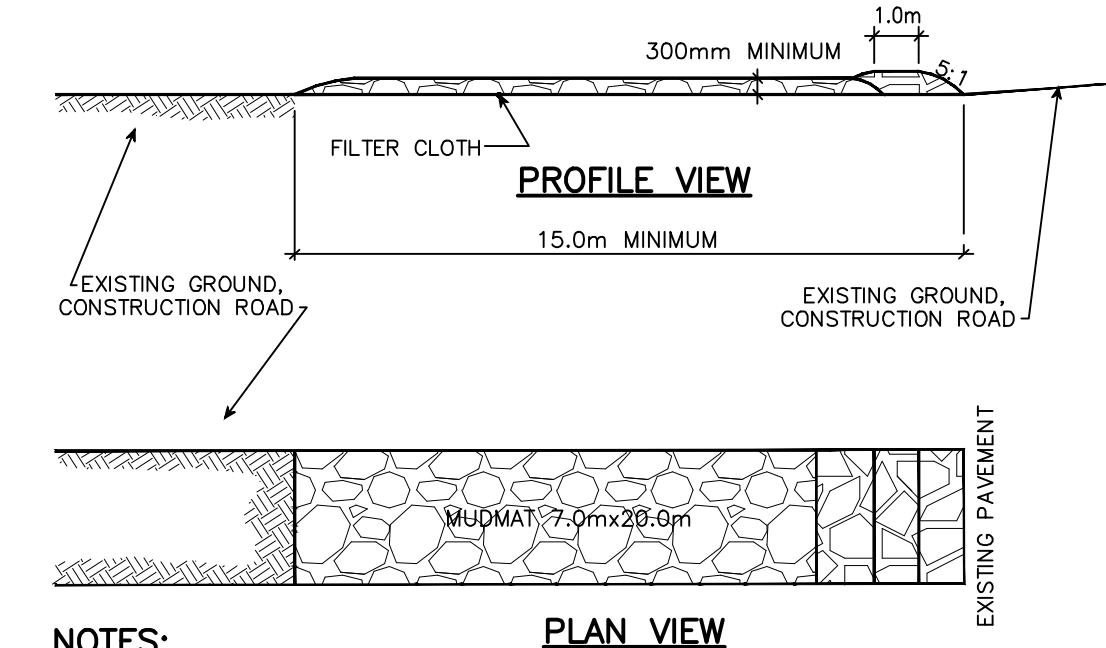 1.0m
300mm MINIMUM
5:1
FILTER CLOTH
PROFILE VIEW
15.0m MINIMUM
EXISTING GROUND,
CONSTRUCTION ROAD
EXISTING GROUND,
CONSTRUCTION ROAD
EXISTING PAVEMENT
MUDMAT 7.0mx20.0m
PLAN VIEW
NOTES: